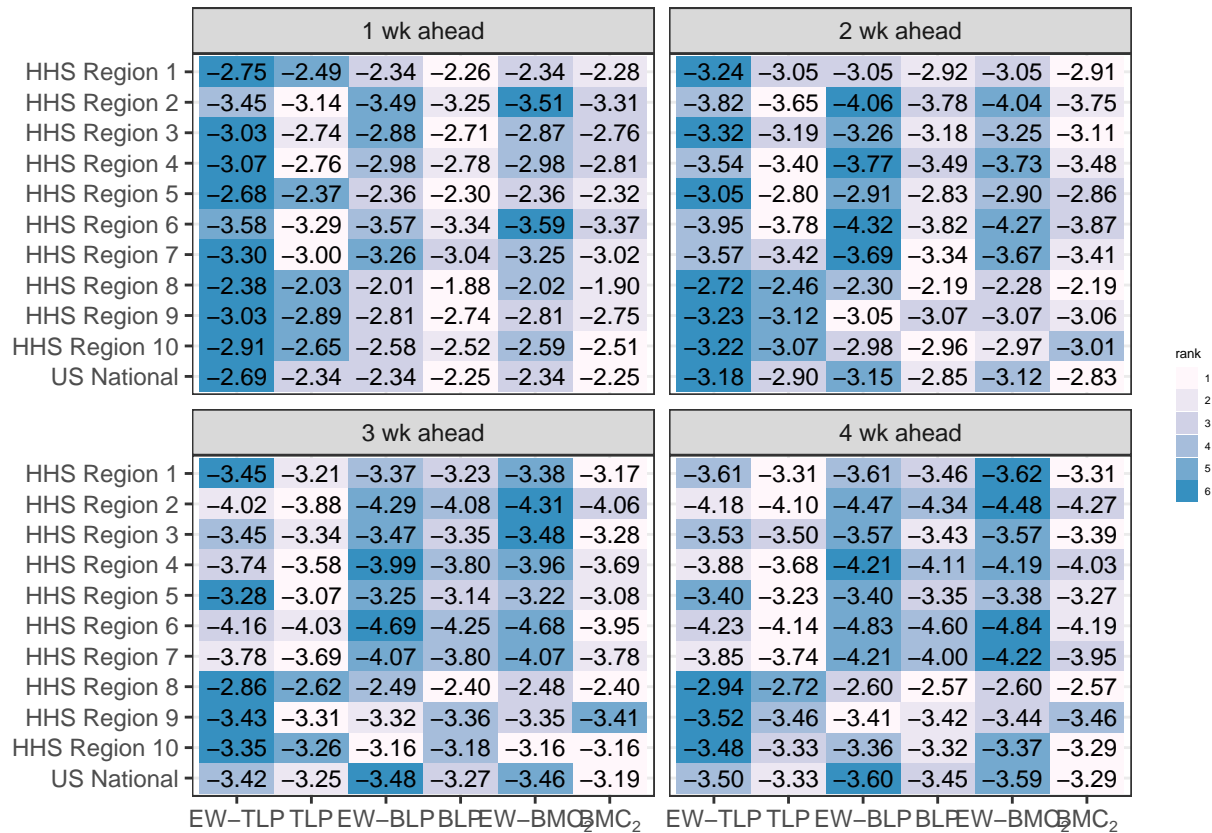 1 wk ahead 2 wk ahead
HHS Region 1 −2.75 −2.49 −2.34 −2.26 −2.34 −2.28 −3.24 −3.05 −3.05 −2.92 −3.05 −2.91
HHS Region 2 −3.45 −3.14 −3.49 −3.25 −3.51 −3.31 −3.82 −3.65 −4.06 −3.78 −4.04 −3.75
HHS Region 3 −3.03 −2.74 −2.88 −2.71 −2.87 −2.76 −3.32 −3.19 −3.26 −3.18 −3.25 −3.11
HHS Region 4 −3.07 −2.76 −2.98 −2.78 −2.98 −2.81 −3.54 −3.40 −3.77 −3.49 −3.73 −3.48
HHS Region 5 −2.68 −2.37 −2.36 −2.30 −2.36 −2.32 −3.05 −2.80 −2.91 −2.83 −2.90 −2.86
HHS Region 6 −3.58 −3.29 −3.57 −3.34 −3.59 −3.37 −3.95 −3.78 −4.32 −3.82 −4.27 −3.87
HHS Region 7 −3.30 −3.00 −3.26 −3.04 −3.25 −3.02 −3.57 −3.42 −3.69 −3.34 −3.67 −3.41
HHS Region 8 −2.38 −2.03 −2.01 −1.88 −2.02 −1.90 −2.72 −2.46 −2.30 −2.19 −2.28 −2.19
HHS Region 9 −3.03 −2.89 −2.81 −2.74 −2.81 −2.75 −3.23 −3.12 −3.05 −3.07 −3.07 −3.06
HHS Region 10 −2.91 −2.65 −2.58 −2.52 −2.59 −2.51 −3.22 −3.07 −2.98 −2.96 −2.97 −3.01
US National −2.69 −2.34 −2.34 −2.25 −2.34 −2.25 −3.18 −2.90 −3.15 −2.85 −3.12 −2.83
3 wk ahead 4 wk ahead
HHS Region 1 −3.45 −3.21 −3.37 −3.23 −3.38 −3.17 −3.61 −3.31 −3.61 −3.46 −3.62 −3.31
HHS Region 2 −4.02 −3.88 −4.29 −4.08 −4.31 −4.06 −4.18 −4.10 −4.47 −4.34 −4.48 −4.27
HHS Region 3 −3.45 −3.34 −3.47 −3.35 −3.48 −3.28 −3.53 −3.50 −3.57 −3.43 −3.57 −3.39
HHS Region 4 −3.74 −3.58 −3.99 −3.80 −3.96 −3.69 −3.88 −3.68 −4.21 −4.11 −4.19 −4.03
HHS Region 5 −3.28 −3.07 −3.25 −3.14 −3.22 −3.08 −3.40 −3.23 −3.40 −3.35 −3.38 −3.27
HHS Region 6 −4.16 −4.03 −4.69 −4.25 −4.68 −3.95 −4.23 −4.14 −4.83 −4.60 −4.84 −4.19
HHS Region 7 −3.78 −3.69 −4.07 −3.80 −4.07 −3.78 −3.85 −3.74 −4.21 −4.00 −4.22 −3.95
HHS Region 8 −2.86 −2.62 −2.49 −2.40 −2.48 −2.40 −2.94 −2.72 −2.60 −2.57 −2.60 −2.57
HHS Region 9 −3.43 −3.31 −3.32 −3.36 −3.35 −3.41 −3.52 −3.46 −3.41 −3.42 −3.44 −3.46
HHS Region 10 −3.35 −3.26 −3.16 −3.18 −3.16 −3.16 −3.48 −3.33 −3.36 −3.32 −3.37 −3.29
US National −3.42 −3.25 −3.48 −3.27 −3.46 −3.19 −3.50 −3.33 −3.60 −3.45 −3.59 −3.29
EW−TLP TLP EW−BLP BLP EW−BMC₂ BMC₂ EW−TLP TLP EW−BLP BLP EW−BMC₂ BMC₂
rank
1
2
3
4
5
6